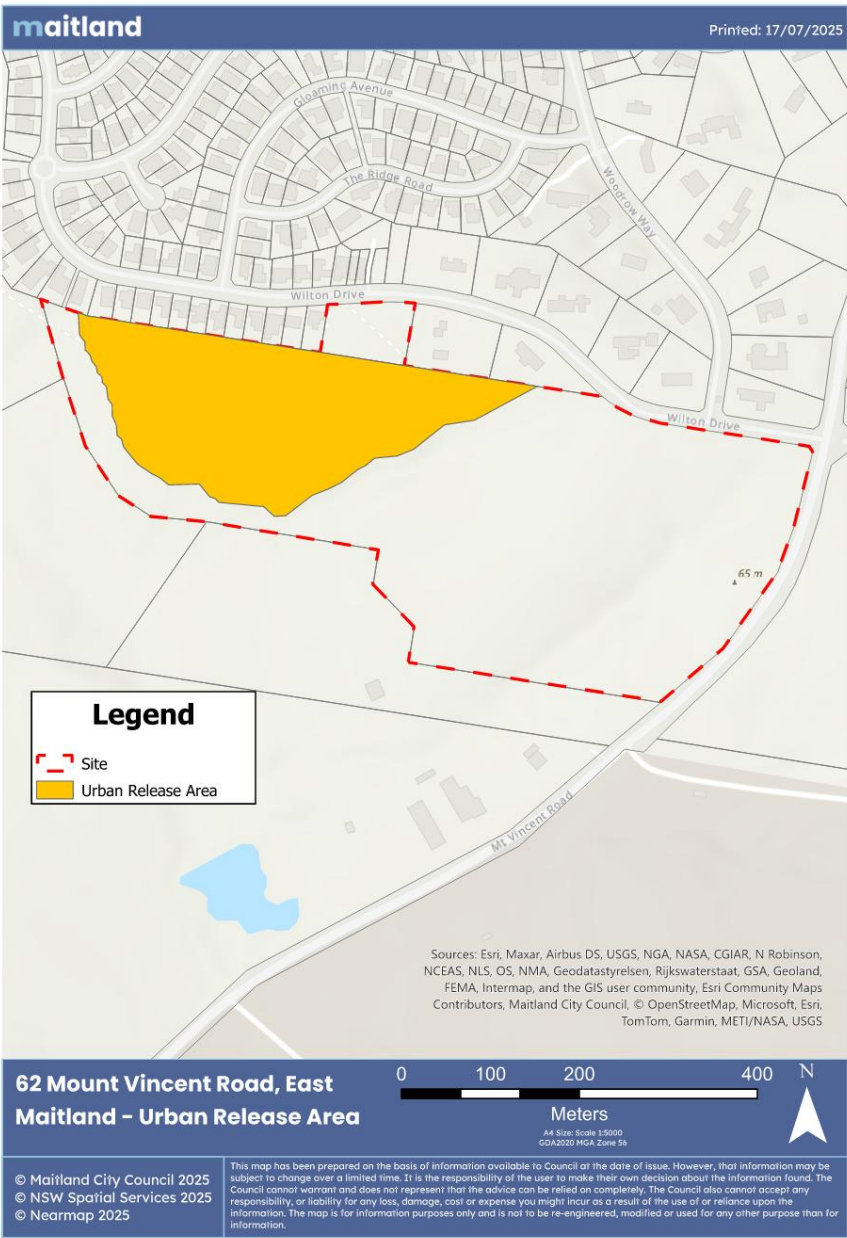 maitland
Printed: 17/07/2025
Gloaming Avenue
The Ridge Road
Woodrow Way
Wilton Drive
Wilton Drive
65 m
Legend
Site
Urban Release Area
Mt Vincent Road
Sources: Esri, Maxar, Airbus DS, USGS, NGA, NASA, CGIAR, N Robinson,
NCEAS, NLS, OS, NMA, Geodatastyrelsen, Rijkswaterstaat, GSA, Geoland,
FEMA, Intermap, and the GIS user community, Esri Community Maps
Contributors, Maitland City Council, © OpenStreetMap, Microsoft, Esri,
TomTom, Garmin, METI/NASA, USGS
62 Mount Vincent Road, East
Maitland – Urban Release Area
0 100 200 400
Meters
A4 Size: Scale 1:5000
GDA2020 MGA Zone 56
N
© Maitland City Council 2025
© NSW Spatial Services 2025
© Nearmap 2025
This map has been prepared on the basis of information available to Council at the date of issue. However, that information may be
subject to change over a limited time. It is the responsibility of the user to make their own decision about the information found. The
Council cannot warrant and does not represent that the advice can be relied on completely. The Council also cannot accept any
responsibility, or liability for any loss, damage, cost or expense you might incur as a result of the use of or reliance upon the
information. The map is for information purposes only and is not to be re-engineered, modified or used for any other purpose than for
information.